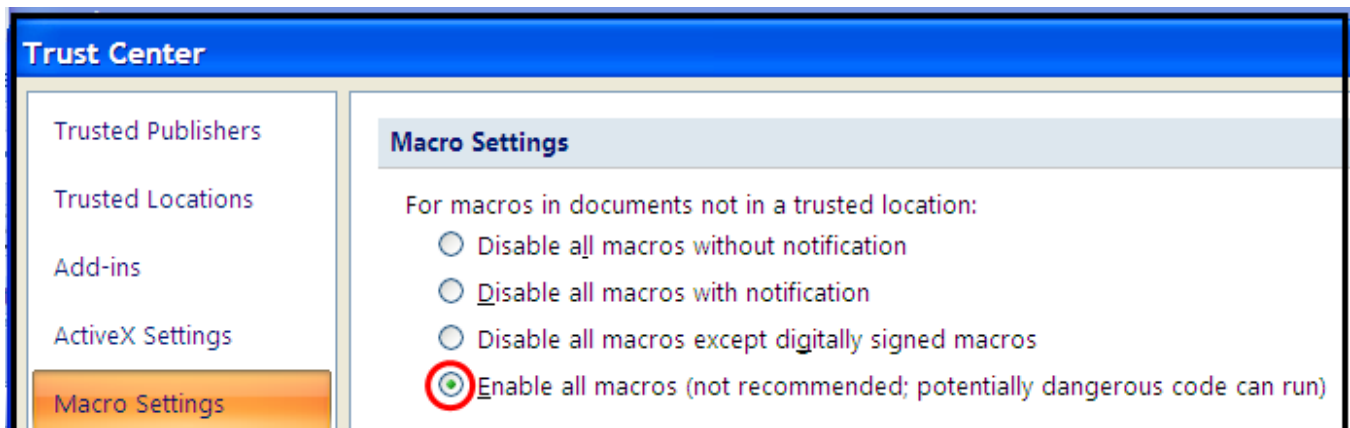 Trust Center
Trusted Publishers
Trusted Locations
Add-ins
ActiveX Settings
Macro Settings
Macro Settings
For macros in documents not in a trusted location:
Disable all macros without notification
Disable all macros with notification
Disable all macros except digitally signed macros
Enable all macros (not recommended; potentially dangerous code can run)